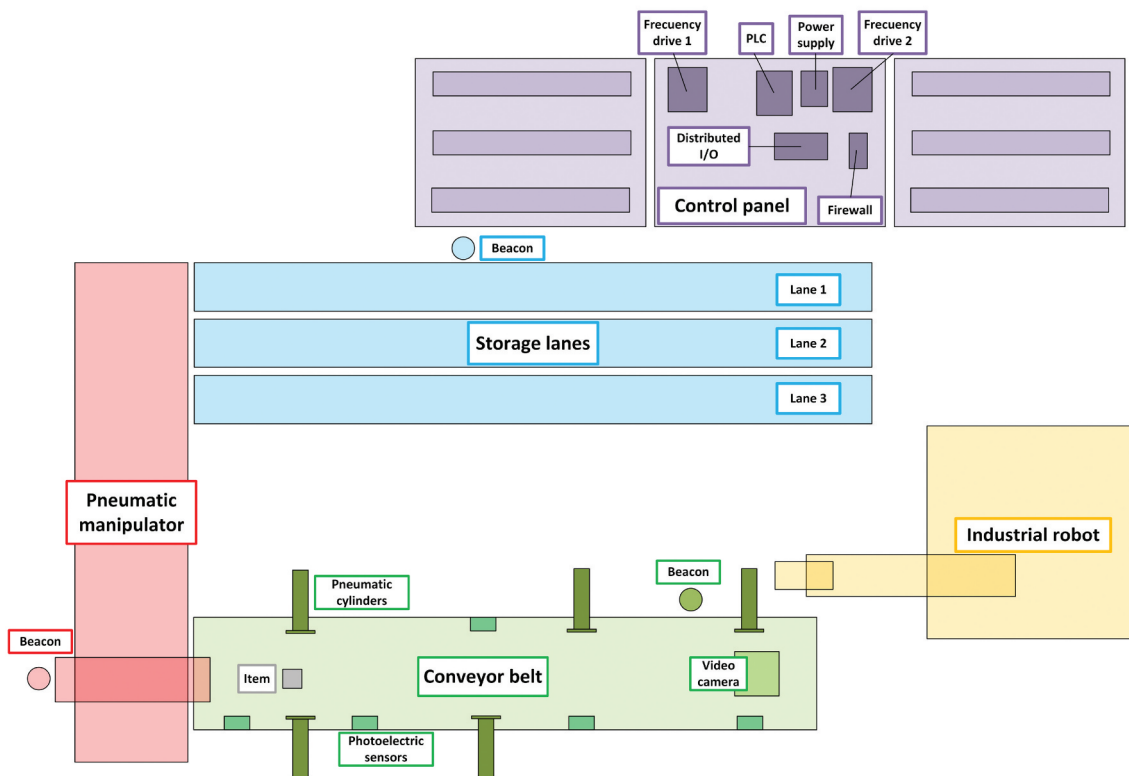 Frecuency
drive 1
PLC
Power
supply
Frecuency
drive 2
Distributed
I/O
Control panel
Firewall
Beacon
Lane 1
Storage lanes
Lane 2
Lane 3
Pneumatic
manipulator
Industrial robot
Pneumatic
cylinders
Beacon
Beacon
Item
Conveyor belt
Video
camera
Photoelectric
sensors